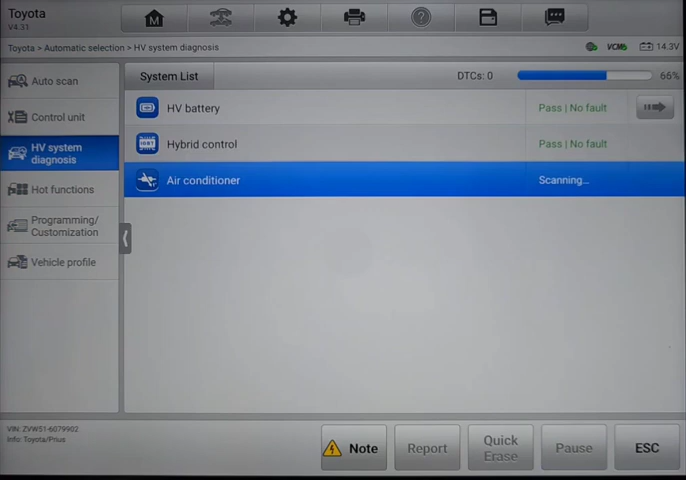 Toyota
V4.31
M
Toyota > Automatic selection > HV system diagnosis
VCMI
14.3V
Auto scan
Control unit
HV system
diagnosis
Hot functions
Programming/
Customization
Vehicle profile
System List
DTCs: 0
66%
HV battery
Pass | No fault
Hybrid control
Pass | No fault
Air conditioner
Scanning...
VIN: ZVW51-6079902
Info: Toyota/Prius
Note
Report
Quick
Erase
Pause
ESC